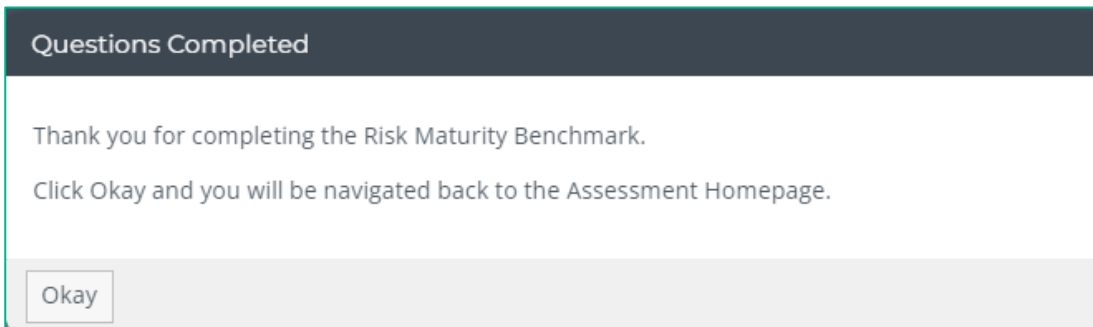 Questions Completed
Thank you for completing the Risk Maturity Benchmark.
Click Okay and you will be navigated back to the Assessment Homepage.
Okay